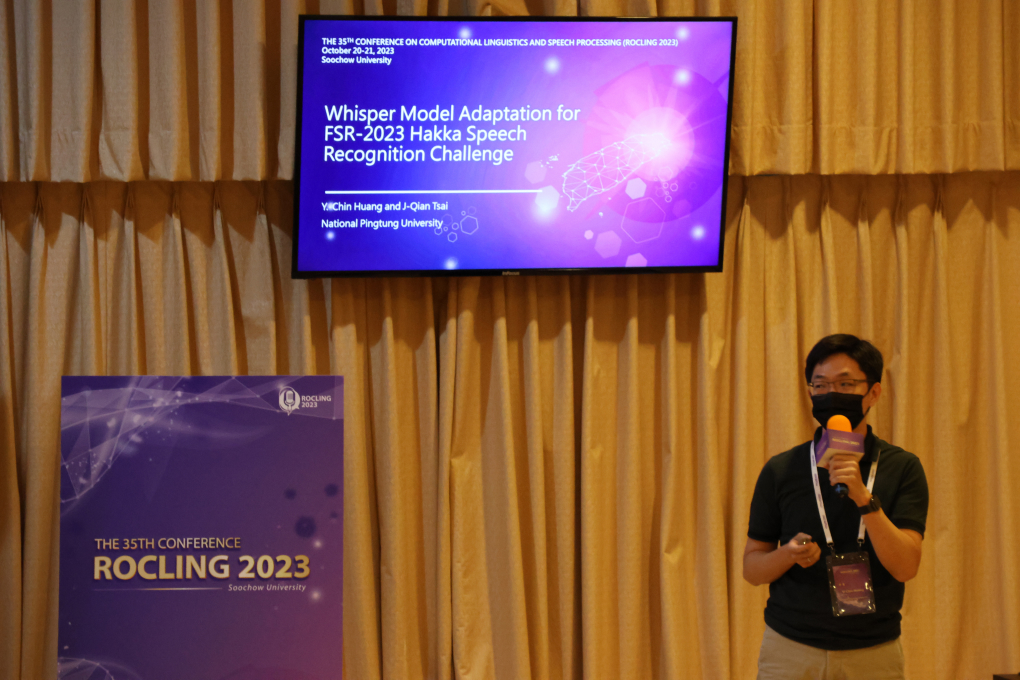 THE 35TH CONFERENCE ON COMPUTATIONAL LINGUISTICS AND SPEECH PROCESSING (ROCLING 2023)
October 20-21, 2023
Soochow University
Whisper Model Adaptation for
FSR-2023 Hakka Speech
Recognition Challenge
Chin Huang and J-Qian Tsai
National Pingtung University
ROCLING
2023
THE 35TH CONFERENCE
ROCLING 2023
Soochow University